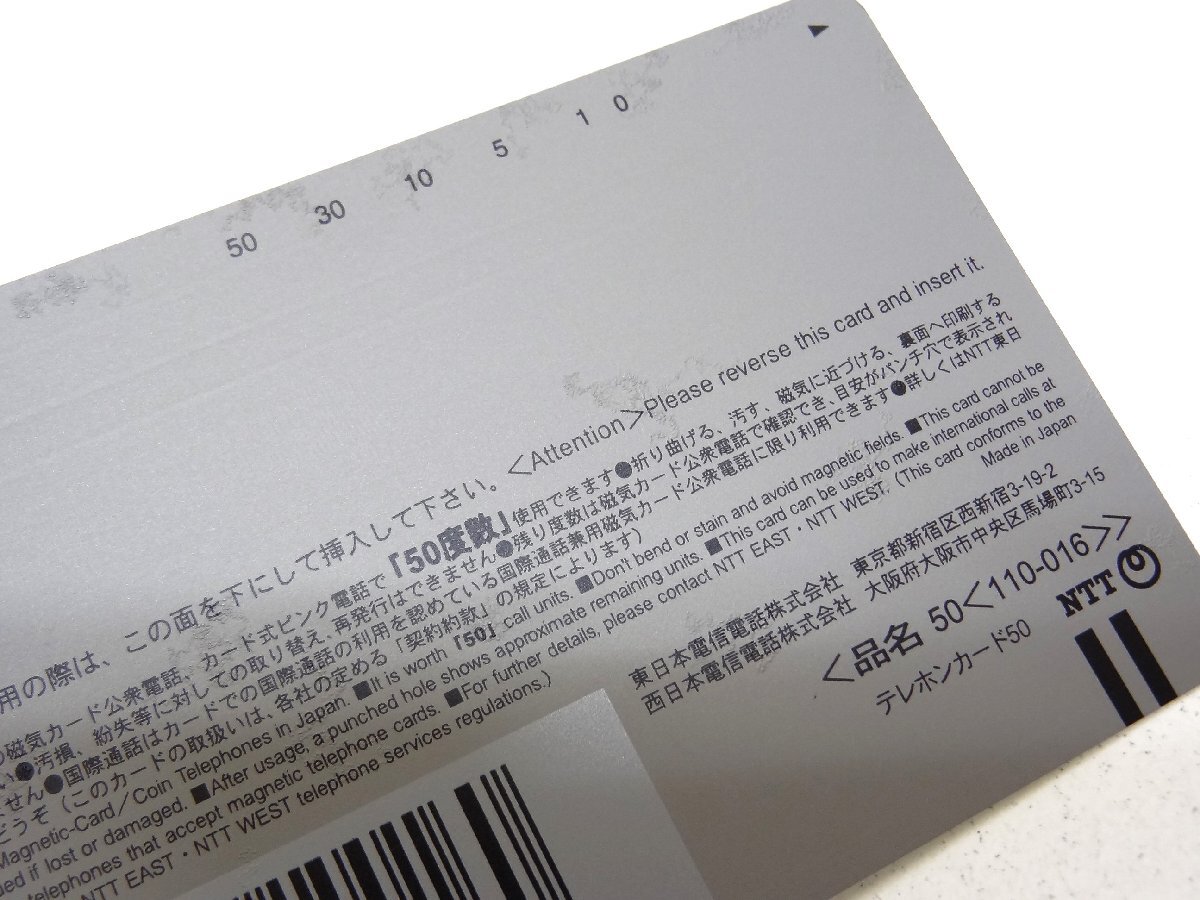 50 30 10 5 1 0
用の際は、この面を下にして挿入して下さい。<Attention>Please reverse this card and insert it.
の磁気カード公衆電話、カード式ピンク電話で「50度数」使用できます●折り曲げる、汚す、磁気に近づける、裏面へ印刷する
●汚損、紛失等に対しての取り替え、再発行はできません●残り度数は磁気カード公衆電話で確認でき、目安がパンチ穴で表示され
ません●国際通話はカードでの国際通話の利用を認めている国際通話兼用磁気カード公衆電話に限り利用できます●詳しくはNTT東日
どうぞ(このカードの取扱いは、各社の定める「契約約款」の規定によります)
Magnetic-Card/Coin Telephones in Japan. ■It is worth「50」call units. ■Don't bend or stain and avoid magnetic fields. ■This card cannot be
if lost or damaged. ■After usage, a punched hole shows approximate remaining units. ■This card can be used to make international calls at
telephones that accept magnetic telephone cards. ■For further details, please contact NTT EAST・NTT WEST. (This card conforms to the
NTT EAST・NTT WEST telephone services regulations.)
Made in Japan
東日本電信電話株式会社 東京都新宿区西新宿3-19-2
西日本電信電話株式会社 大阪府大阪市中央区馬場町3-15
<品名 50<110-016>>
テレホンカード50
NTT